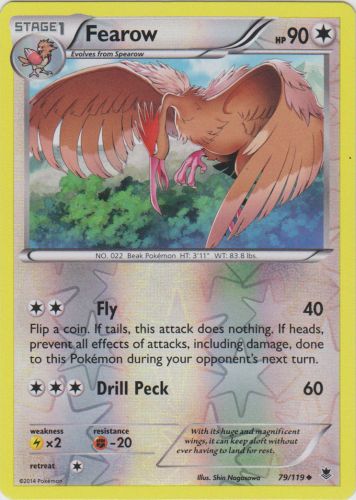 STAGE1
Fearow
HP 90
Evolves from Spearow
NO. 022 Beak Pokémon HT: 3'11" WT: 83.8 lbs.
Fly 40
Flip a coin. If tails, this attack does nothing. If heads,
prevent all effects of attacks, including damage, done
to this Pokémon during your opponent's next turn.
Drill Peck 60
weakness resistance
×2 -20
retreat
With its huge and magnificent
wings, it can keep aloft without
ever having to land for rest.
©2014 Pokémon
Illus. Shin Nagasawa 79/119